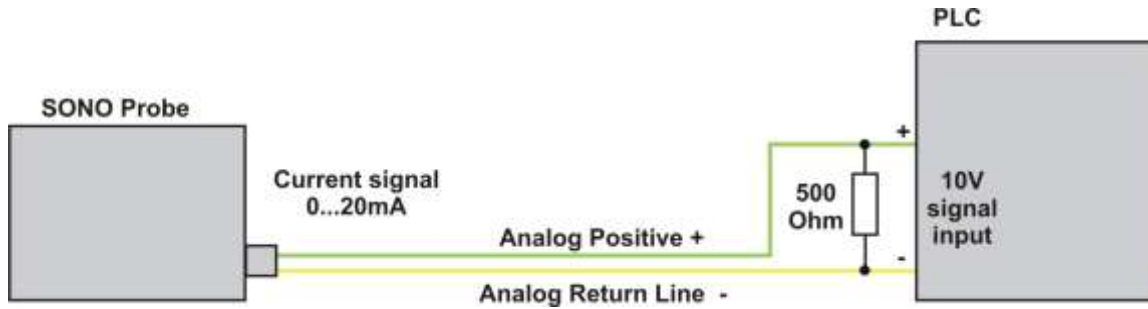 PLC
SONO Probe
Current signal
0...20mA
Analog Positive +
Analog Return Line -
500
Ohm
+
-
10V
signal
input